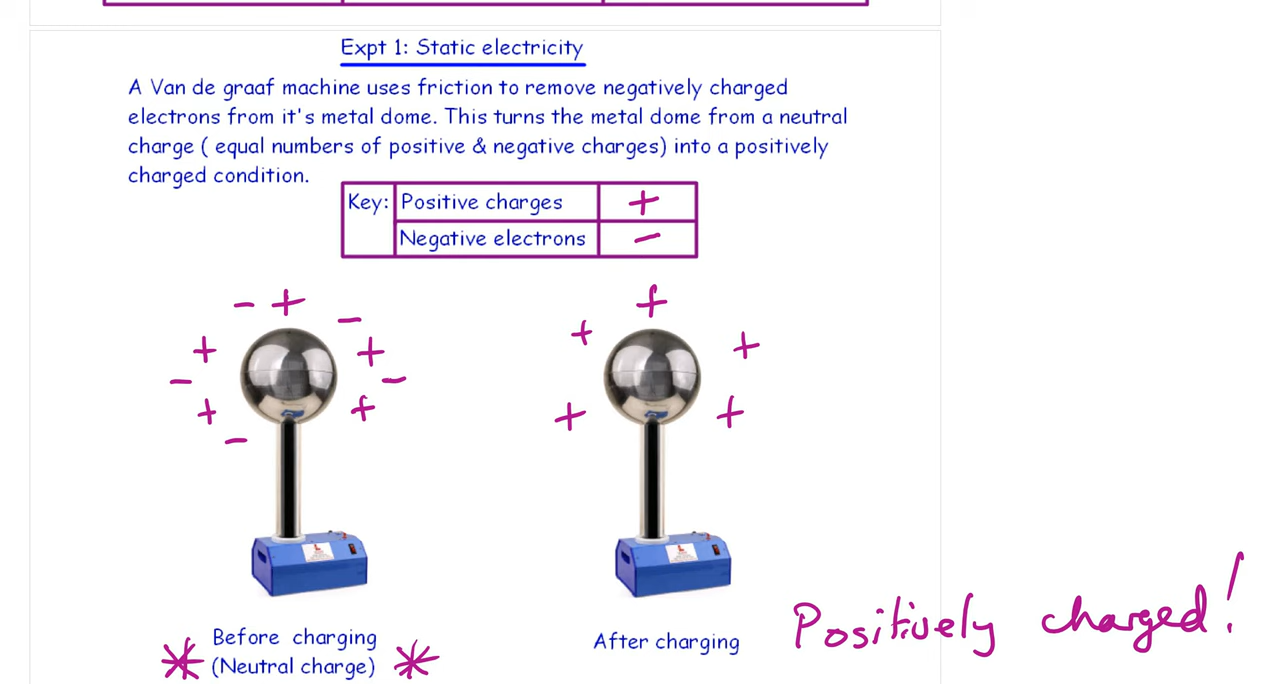 Expt 1: Static electricity
A Van de graaf machine uses friction to remove negatively charged
electrons from it's metal dome. This turns the metal dome from a neutral
charge ( equal numbers of positive & negative charges) into a positively
charged condition.
Key: Positive charges +
Negative electrons -
- + -
+ +
- -
+ +
-
+
+ +
+ +
Before charging
(Neutral charge)
After charging
Positively charged!